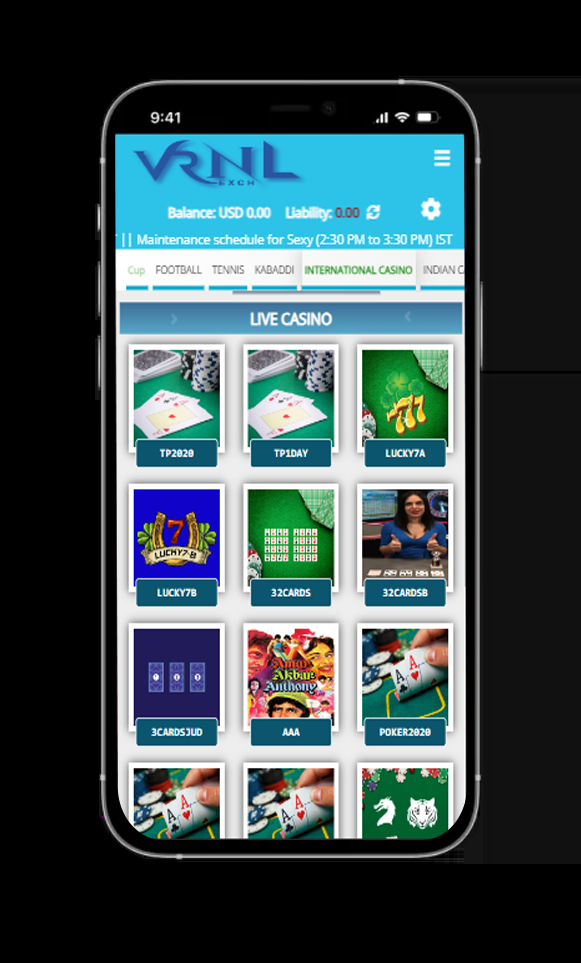 9:41
VRNL
EXCH
Balance: USD 0.00 Liability: 0.00
|| Maintenance schedule for Sexy (2:30 PM to 3:30 PM) IST
Cup FOOTBALL TENNIS KABADDI INTERNATIONAL CASINO INDIAN CA
LIVE CASINO
TP2020 TP1DAY LUCKY7A
777
7
LUCKY7-B
LUCKY7B 32CARDS 32CARDSB
Amar
Akbar
Anthony
3CARDSJUD AAA POKER2020
A A A A